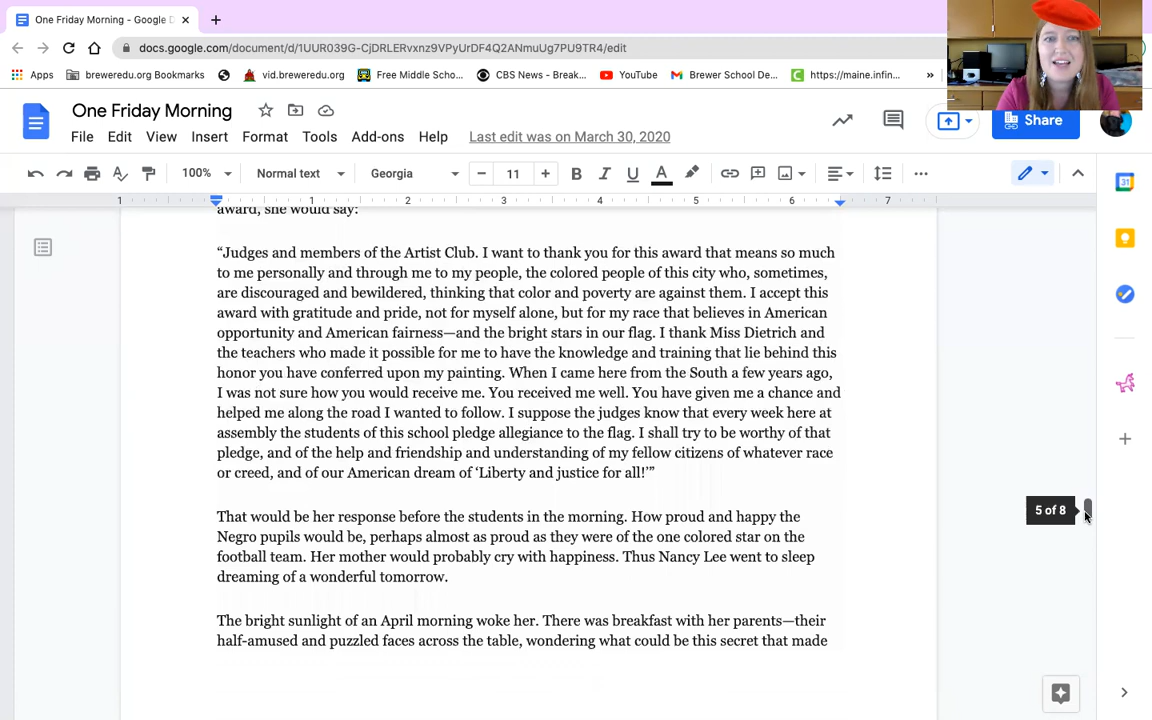 One Friday Morning - Google D
docs.google.com/document/d/1UUR039G-CjDRLERvxnz9VPyUrDF4Q2ANmuUg7PU9TR4/edit
Apps breweredu.org Bookmarks vid.breweredu.org Free Middle Scho... CBS News - Break... YouTube Brewer School De... https://maine.infin... »
One Friday Morning
File Edit View Insert Format Tools Add-ons Help Last edit was on March 30, 2020
Share
100% Normal text Georgia 11 B I U A
1 1 2 3 4 5 6 7
31
award, she would say:
“Judges and members of the Artist Club. I want to thank you for this award that means so much
to me personally and through me to my people, the colored people of this city who, sometimes,
are discouraged and bewildered, thinking that color and poverty are against them. I accept this
award with gratitude and pride, not for myself alone, but for my race that believes in American
opportunity and American fairness—and the bright stars in our flag. I thank Miss Dietrich and
the teachers who made it possible for me to have the knowledge and training that lie behind this
honor you have conferred upon my painting. When I came here from the South a few years ago,
I was not sure how you would receive me. You received me well. You have given me a chance and
helped me along the road I wanted to follow. I suppose the judges know that every week here at
assembly the students of this school pledge allegiance to the flag. I shall try to be worthy of that
pledge, and of the help and friendship and understanding of my fellow citizens of whatever race
or creed, and of our American dream of ‘Liberty and justice for all!’”
5 of 8
That would be her response before the students in the morning. How proud and happy the
Negro pupils would be, perhaps almost as proud as they were of the one colored star on the
football team. Her mother would probably cry with happiness. Thus Nancy Lee went to sleep
dreaming of a wonderful tomorrow.
The bright sunlight of an April morning woke her. There was breakfast with her parents—their
half-amused and puzzled faces across the table, wondering what could be this secret that made